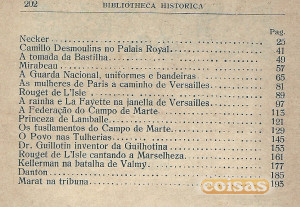 202 BIBLIOTHECA HISTORICA
Pag.
Necker 25
Camillo Desmoulins no Palais Royal 41
A tomada da Bastilha 49
Mirabeau 57
A Guarda Nacional, uniformes e bandeiras 65
As mulheres de Paris a caminho de Versailles 81
Rouget de L'Isle 89
A rainha e La Fayette na janella de Versailles 97
A Federação do Campo de Marte 113
Princeza de Lamballe 121
Os fusilamentos do Campo de Marte 129
O Povo nas Tulherias 145
Dr. Guillotin inventor da Guilhotina 153
Rouget de L'Isle cantando a Marselheza 161
Kellerman na batalha de Valmy 177
Danton 185
Marat na tribuna 193
coisas